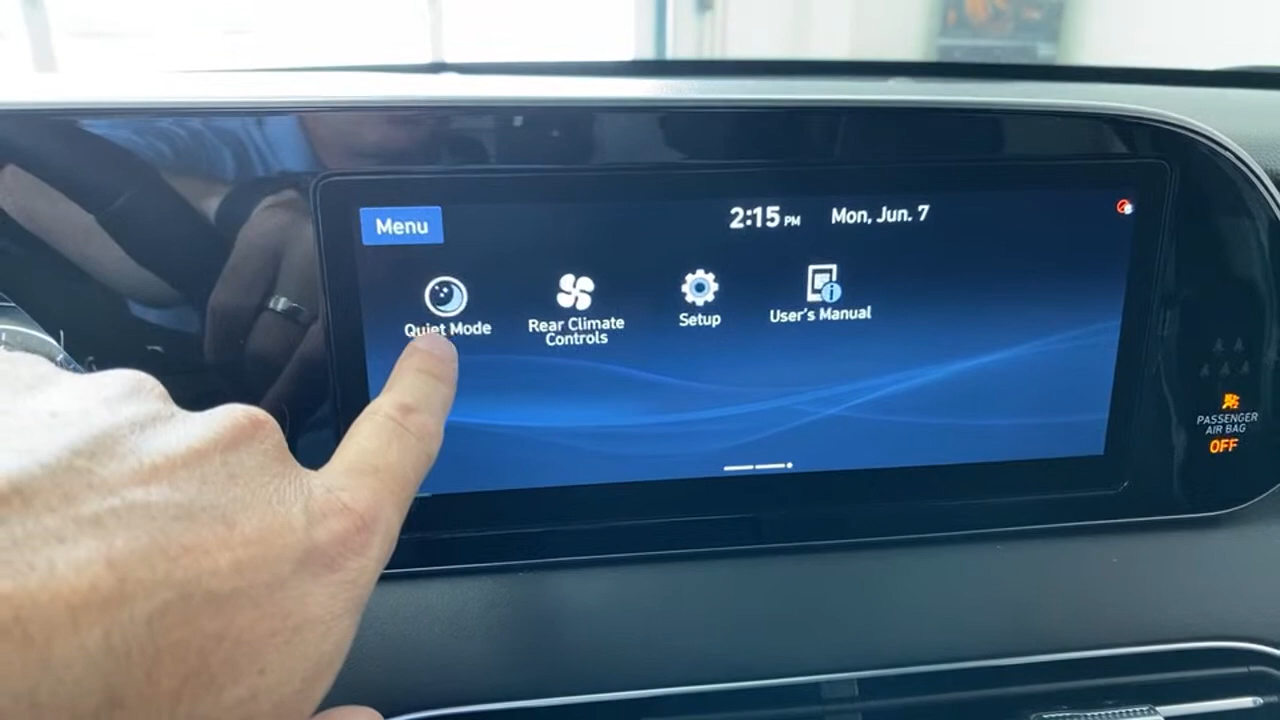 Menu
2:15 PM
Mon, Jun. 7
Quiet Mode
Rear Climate
Controls
Setup
User's Manual
PASSENGER
AIR BAG
OFF